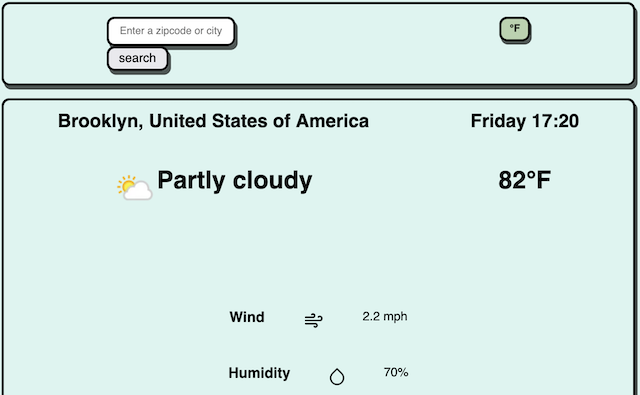 Enter a zipcode or city
°F
search
Brooklyn, United States of America
Friday 17:20
Partly cloudy
82°F
Wind
2.2 mph
Humidity
70%